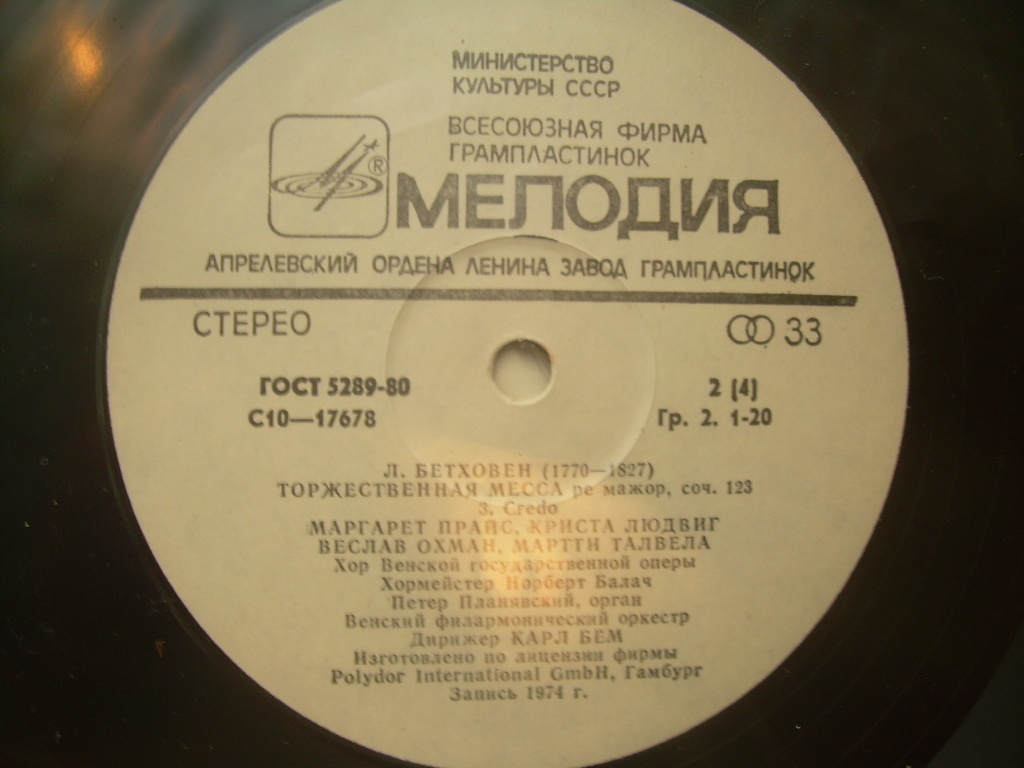 МИНИСТЕРСТВО
КУЛЬТУРЫ СССР
ВСЕСОЮЗНАЯ ФИРМА
ГРАМПЛАСТИНОК
®
МЕЛОДИЯ
АПРЕЛЕВСКИЙ ОРДЕНА ЛЕНИНА ЗАВОД ГРАМПЛАСТИНОК
СТЕРЕО 33
ГОСТ 5289-80 2 (4)
С10—17678 Гр. 2. 1-20
Л. БЕТХОВЕН (1770—1827)
ТОРЖЕСТВЕННАЯ МЕССА ре мажор, соч. 123
3. Credo
МАРГАРЕТ ПРАЙС, КРИСТА ЛЮДВИГ
ВЕСЛАВ ОХМАН, МАРТТИ ТАЛВЕЛА
Хор Венской государственной оперы
Хормейстер Норберт Балач
Петер Планявский, орган
Венский филармонический оркестр
Дирижер КАРЛ БЕМ
Изготовлено по лицензии фирмы
Polydor International GmbH, Гамбург
Запись 1974 г.